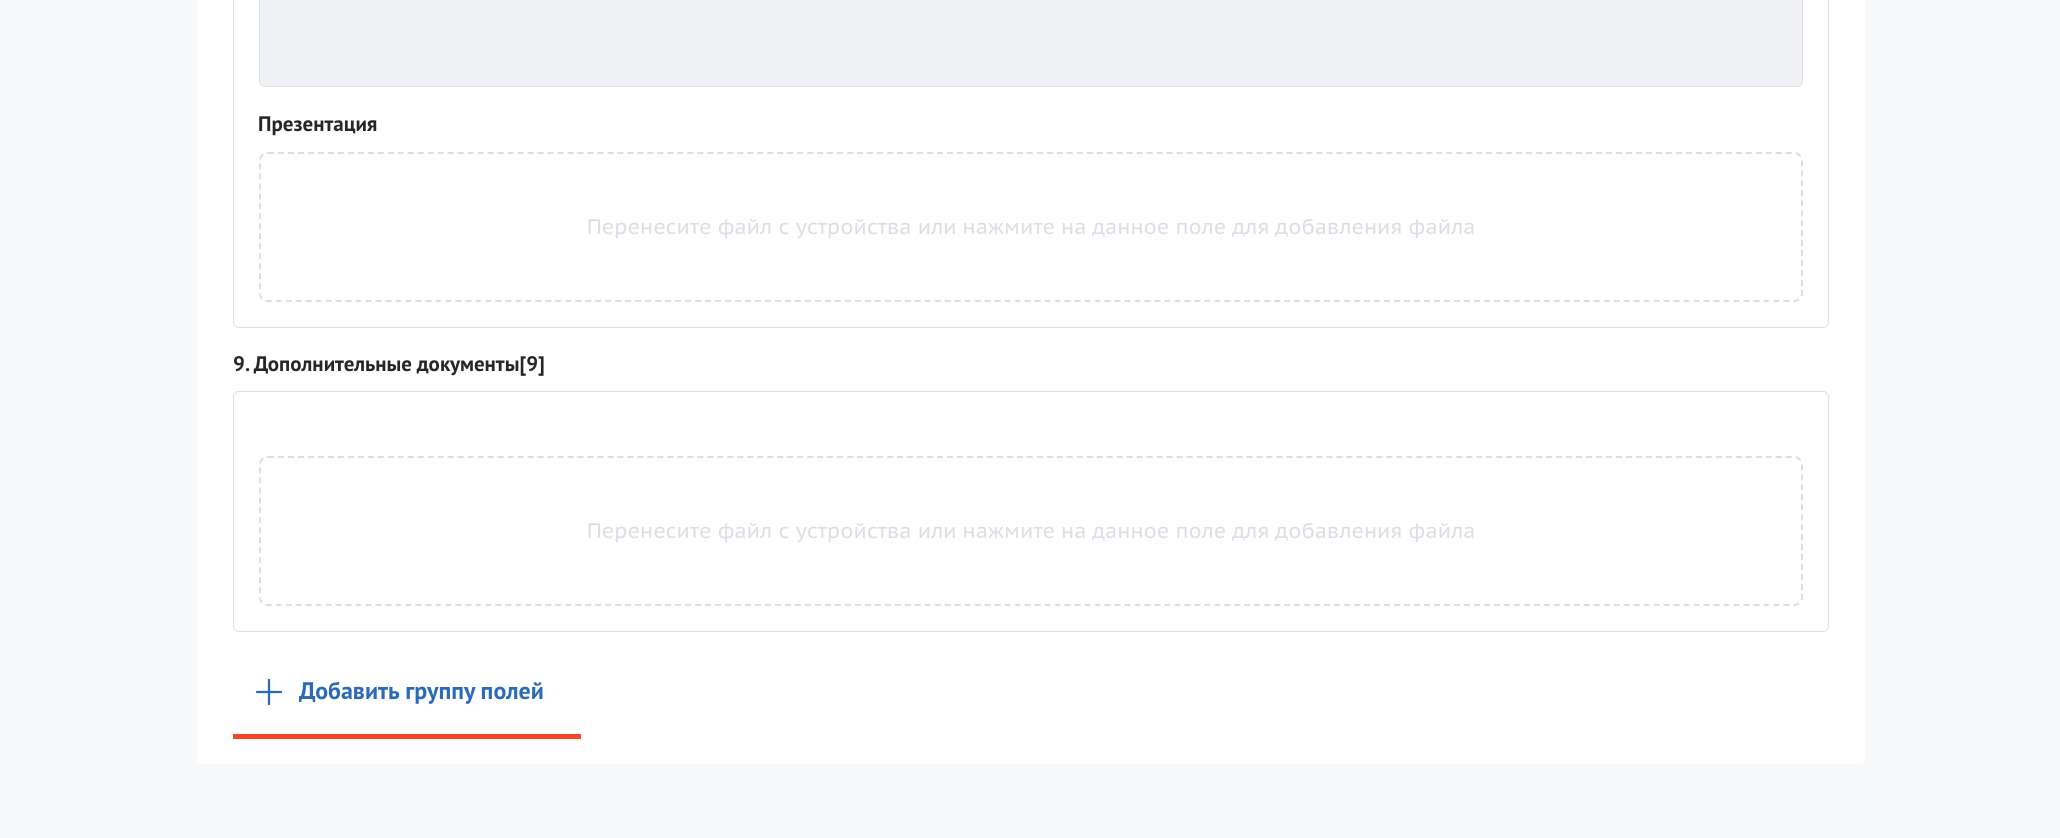 Презентация
Перенесите файл с устройства или нажмите на данное поле для добавления файла
9. Дополнительные документы[9]
Перенесите файл с устройства или нажмите на данное поле для добавления файла
Добавить группу полей